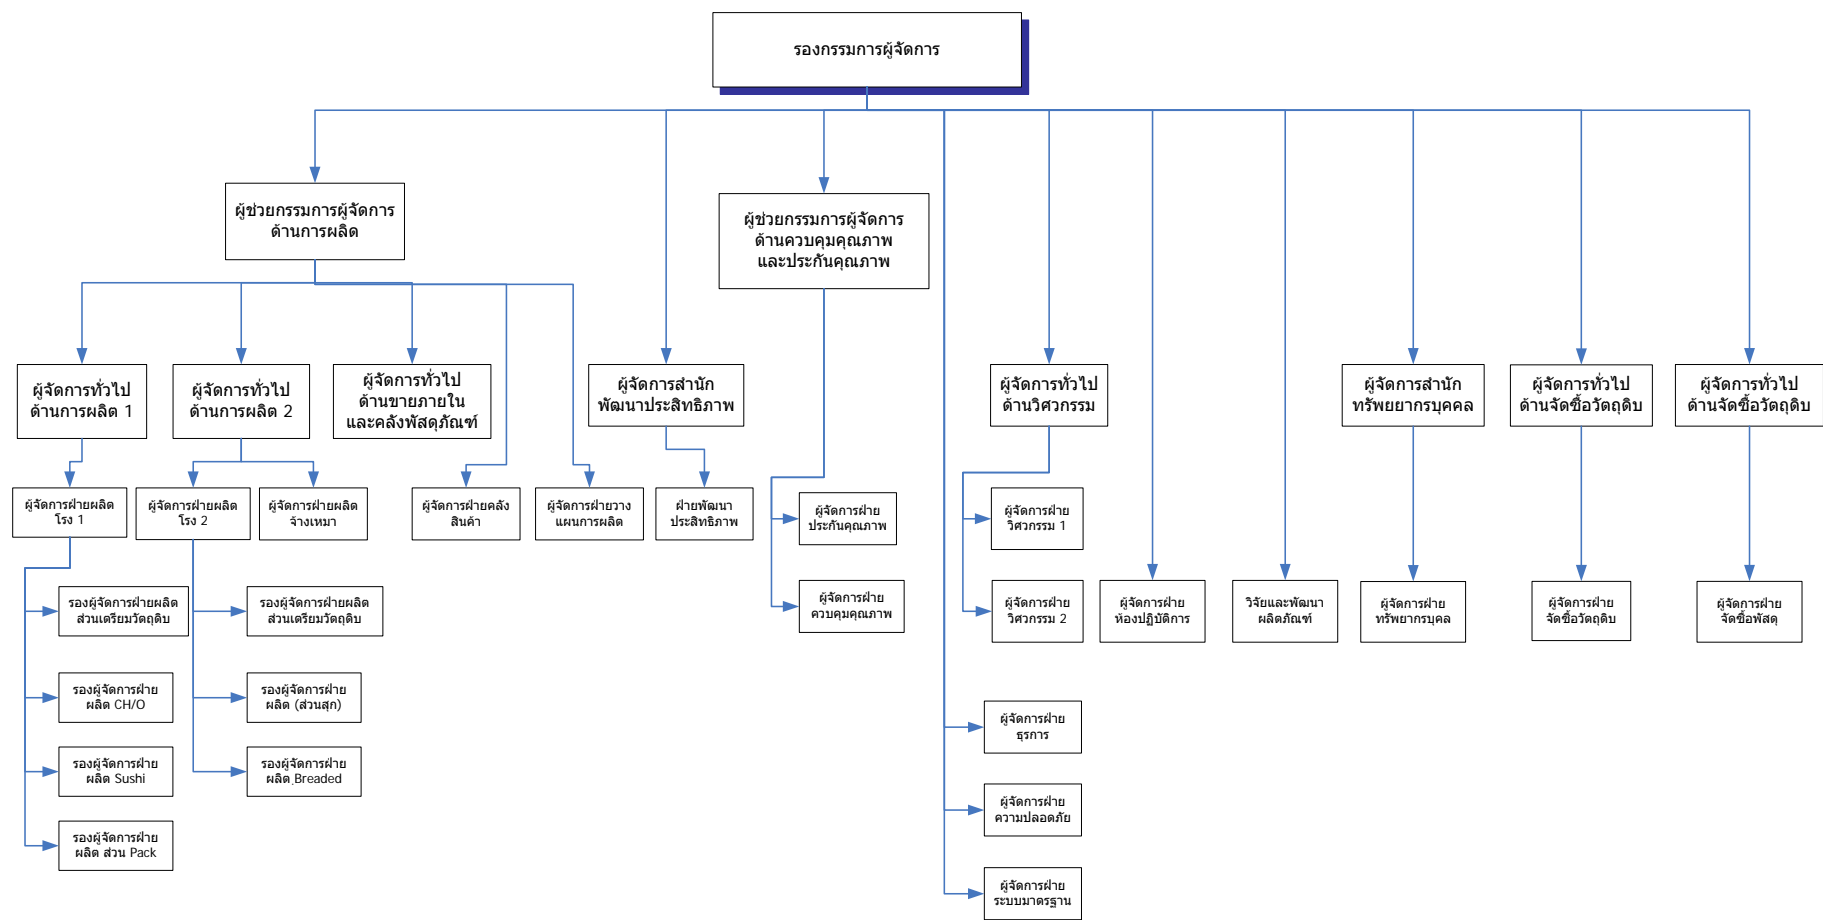 รองกรรมการผู้จัดการ
ผู้ช่วยกรรมการผู้จัดการ
ด้านการผลิต
ผู้ช่วยกรรมการผู้จัดการ
ด้านควบคุมคุณภาพ
และประกันคุณภาพ
ผู้จัดการทั่วไป
ด้านการผลิต 1
ผู้จัดการทั่วไป
ด้านการผลิต 2
ผู้จัดการทั่วไป
ด้านขายภายใน
และคลังพัสดุภัณฑ์
ผู้จัดการสำนัก
พัฒนาประสิทธิภาพ
ผู้จัดการทั่วไป
ด้านวิศวกรรม
ผู้จัดการสำนัก
ทรัพยยากรบุคคล
ผู้จัดการทั่วไป
ด้านจัดซื้อวัตถุดิบ
ผู้จัดการทั่วไป
ด้านจัดซื้อวัตถุดิบ
ผู้จัดการฝ่ายผลิต
โรง 1
ผู้จัดการฝ่ายผลิต
โรง 2
ผู้จัดการฝ่ายผลิต
จ้างเหมา
ผู้จัดการฝ่ายคลัง
สินค้า
ผู้จัดการฝ่ายวาง
แผนการผลิต
ฝ่ายพัฒนา
ประสิทธิภาพ
ผู้จัดการฝ่าย
ประกันคุณภาพ
ผู้จัดการฝ่าย
วิศวกรรม 1
รองผู้จัดการฝ่ายผลิต
ส่วนเตรียมวัตถุดิบ
รองผู้จัดการฝ่ายผลิต
ส่วนเตรียมวัตถุดิบ
ผู้จัดการฝ่าย
ควบคุมคุณภาพ
ผู้จัดการฝ่าย
วิศวกรรม 2
ผู้จัดการฝ่าย
ห้องปฏิบัติการ
วิจัยและพัฒนา
ผลิตภัณฑ์
ผู้จัดการฝ่าย
ทรัพยากรบุคล
ผู้จัดการฝ่าย
จัดซื้อวัตถุดิบ
ผู้จัดการฝ่าย
จัดซื้อพัสดุ
รองผู้จัดการฝ่าย
ผลิต CH/O
รองผู้จัดการฝ่าย
ผลิต (ส่วนสุก)
ผู้จัดการฝ่าย
ธุรการ
รองผู้จัดการฝ่าย
ผลิต Sushi
รองผู้จัดการฝ่าย
ผลิต ฺBreaded
ผู้จัดการฝ่าย
ความปลอดภัย
รองผู้จัดการฝ่าย
ผลิต ส่วน Pack
ผู้จัดการฝ่าย
ระบบมาตรฐาน